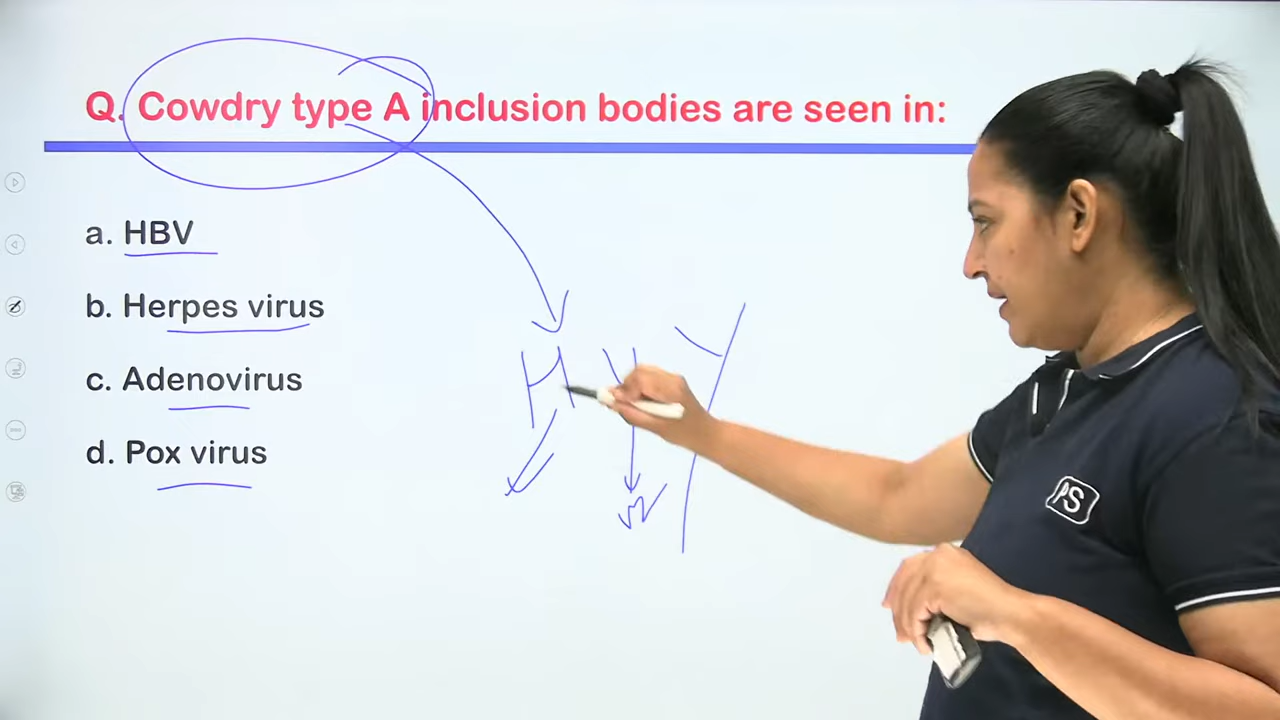 Q. Cowdry type A inclusion bodies are seen in:
a. HBV
b. Herpes virus
c. Adenovirus
d. Pox virus
H V Y
PS